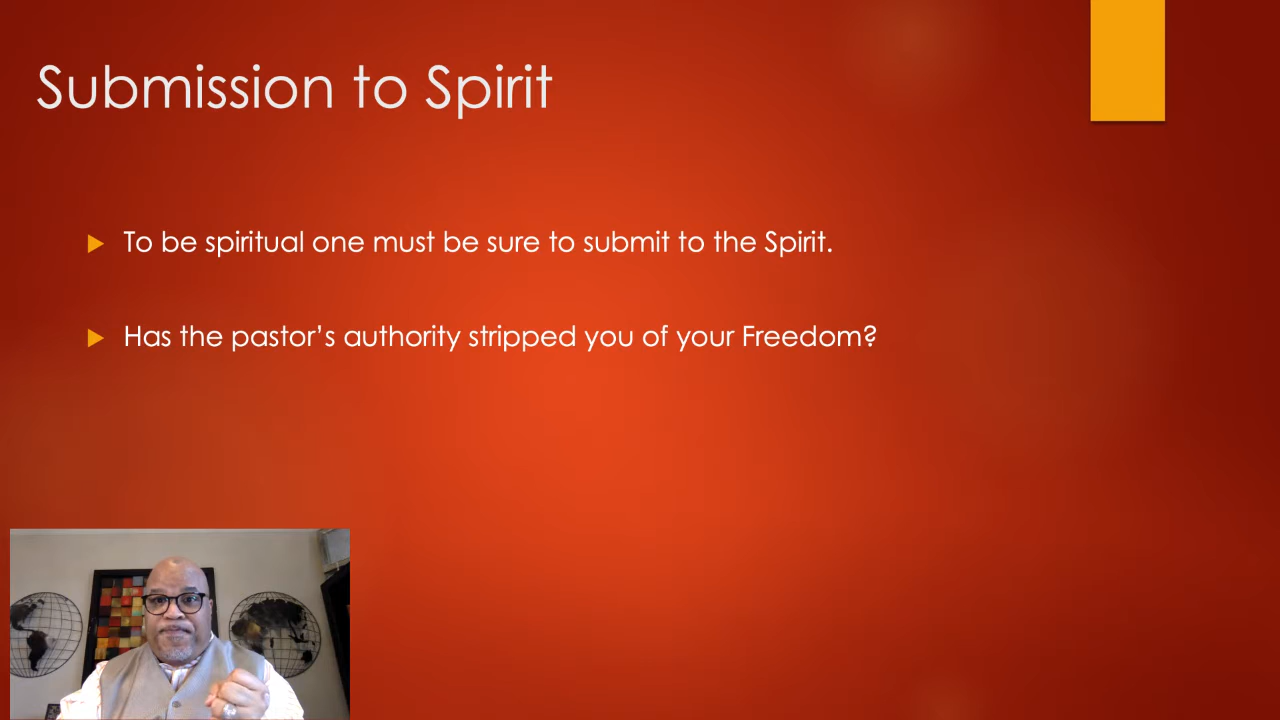 Submission to Spirit
To be spiritual one must be sure to submit to the Spirit.
Has the pastor’s authority stripped you of your Freedom?